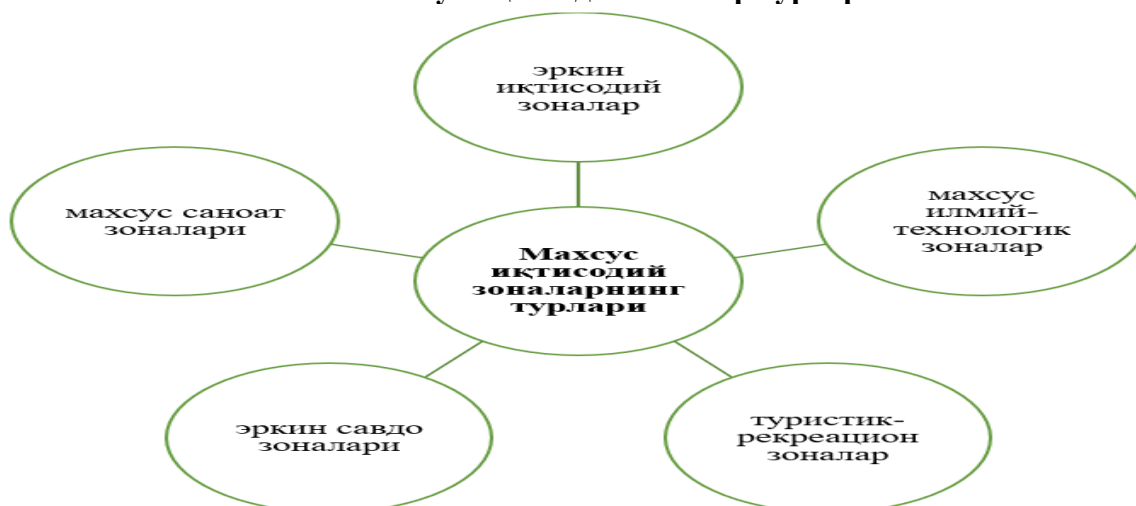 эркин
иқтисодий
зоналар
махсус саноат
зоналари
махсус
илмий-
технологик
зоналар
Махсус
иқтисодий
зоналарнинг
турлари
эркин савдо
зоналари
туристик-
рекреацион
зоналар